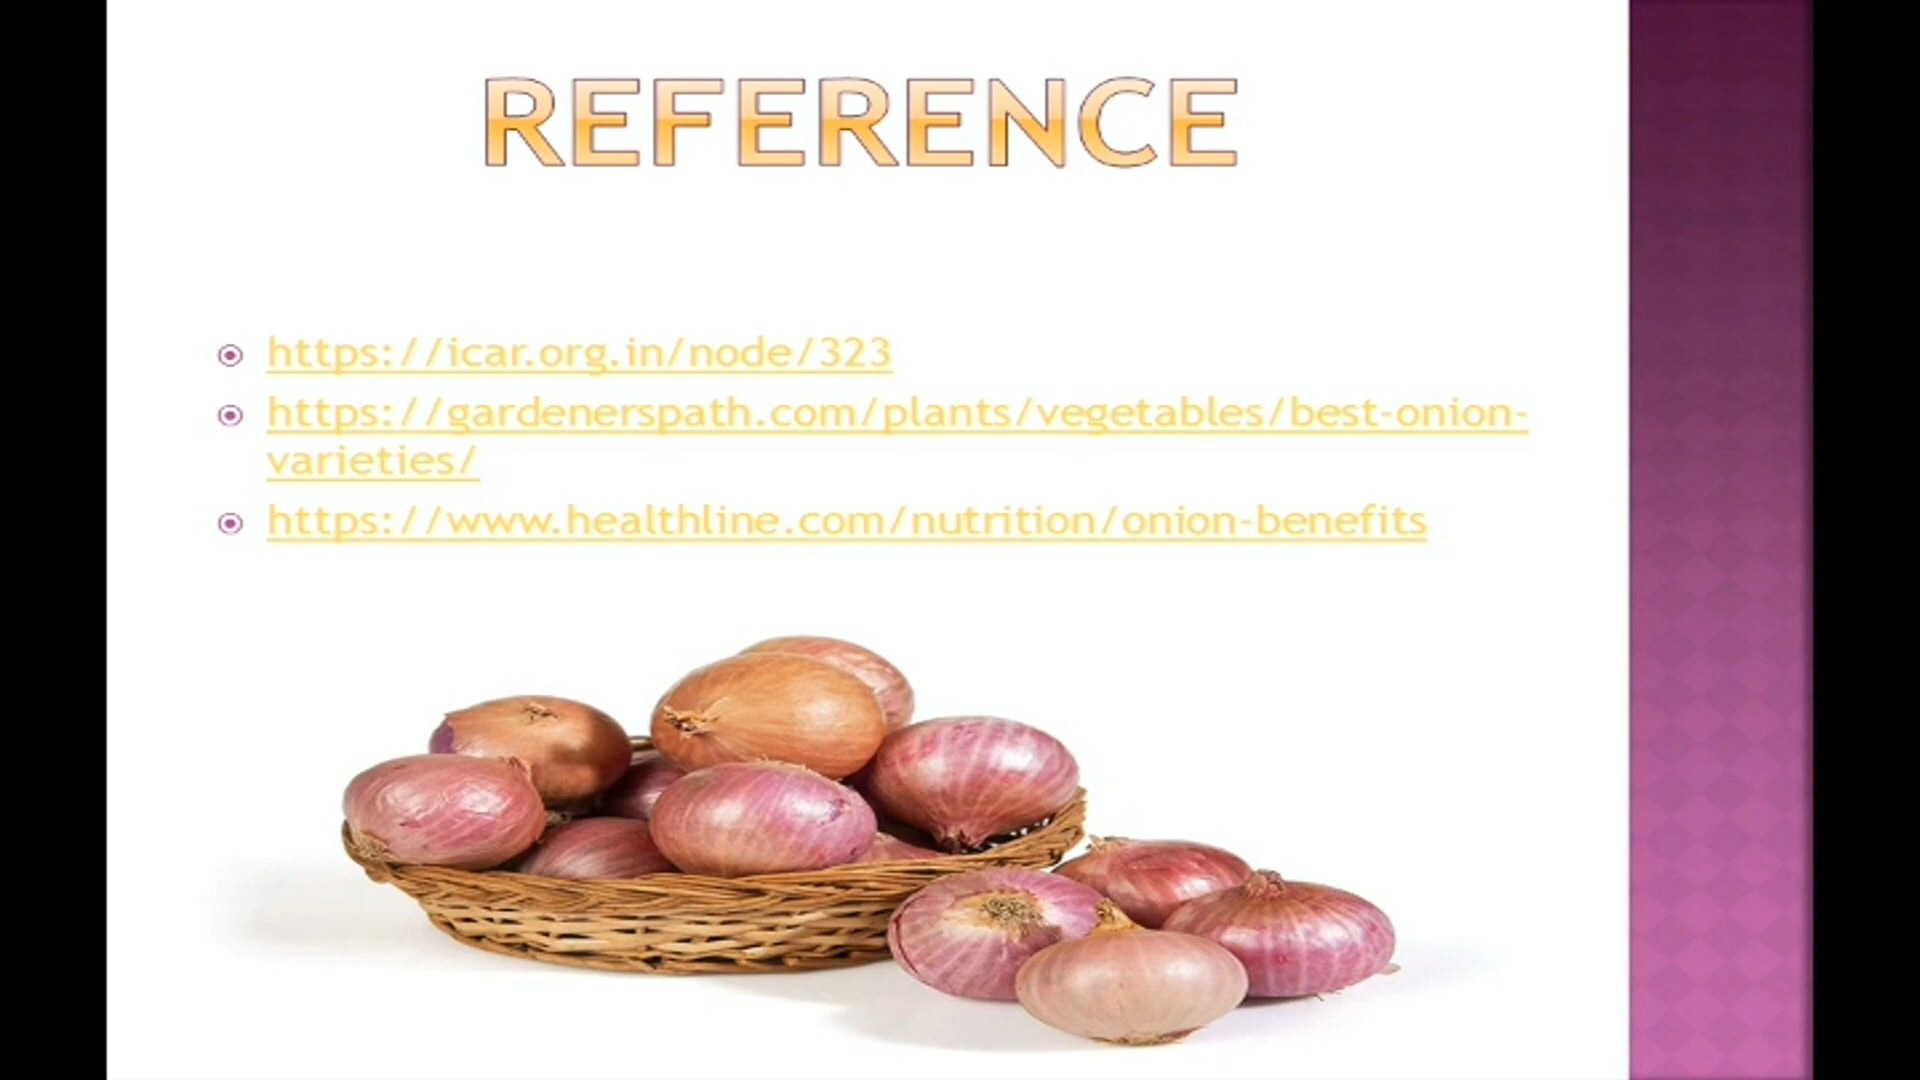 REFERENCE
https://icar.org.in/node/323
https://gardenerspath.com/plants/vegetables/best-onion-
varieties/
https://www.healthline.com/nutrition/onion-benefits